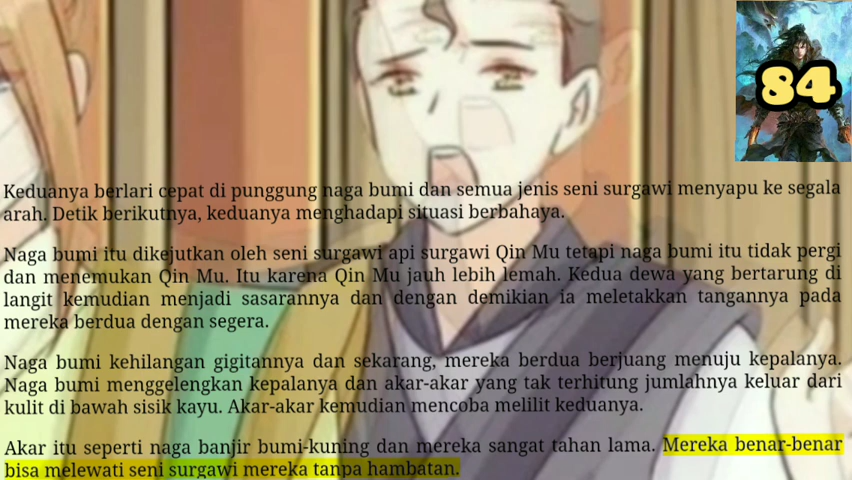 84
Keduanya berlari cepat di punggung naga bumi dan semua jenis seni surgawi menyapu ke segala
arah. Detik berikutnya, keduanya menghadapi situasi berbahaya.
Naga bumi itu dikejutkan oleh seni surgawi api surgawi Qin Mu tetapi naga bumi itu tidak pergi
dan menemukan Qin Mu. Itu karena Qin Mu jauh lebih lemah. Kedua dewa yang bertarung di
langit kemudian menjadi sasarannya dan dengan demikian ia meletakkan tangannya pada
mereka berdua dengan segera.
Naga bumi kehilangan gigitannya dan sekarang, mereka berdua berjuang menuju kepalanya.
Naga bumi menggelengkan kepalanya dan akar-akar yang tak terhitung jumlahnya keluar dari
kulit di bawah sisik kayu. Akar-akar kemudian mencoba melilit keduanya.
Akar itu seperti naga banjir bumi-kuning dan mereka sangat tahan lama. Mereka benar-benar
bisa melewati seni surgawi mereka tanpa hambatan.